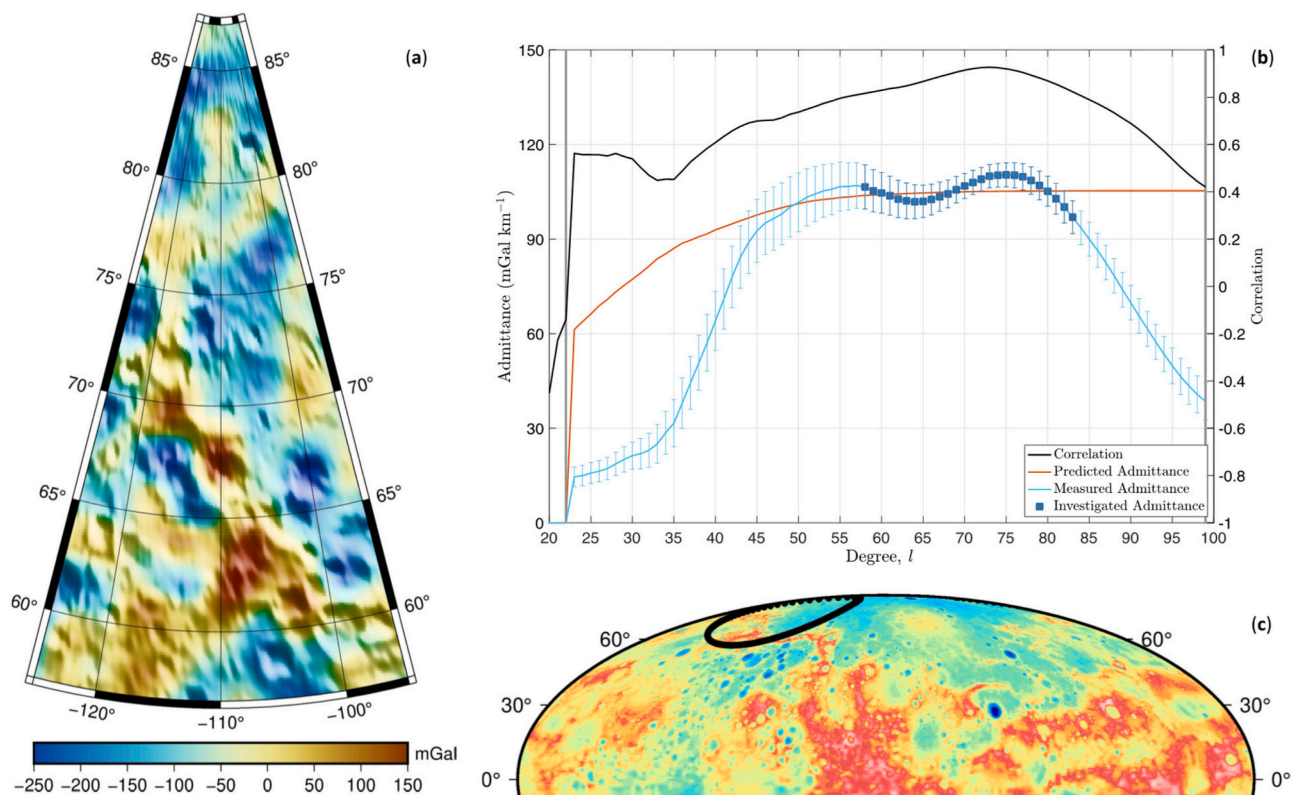 (a)
85° 85°
80° 80°
75° 75°
70° 70°
65° 65°
60° 60°
−120° −110° −100°
mGal
−250 −200 −150 −100 −50 0 50 100 150
(b)
150
120
90
60
30
0
Admittance (mGal km⁻¹)
1
0.8
0.6
0.4
0.2
0
-0.2
-0.4
-0.6
-0.8
-1
Correlation
Correlation
Predicted Admittance
Measured Admittance
Investigated Admittance
20 25 30 35 40 45 50 55 60 65 70 75 80 85 90 95 100
Degree, l
(c)
60° 60°
30° 30°
0° 0°